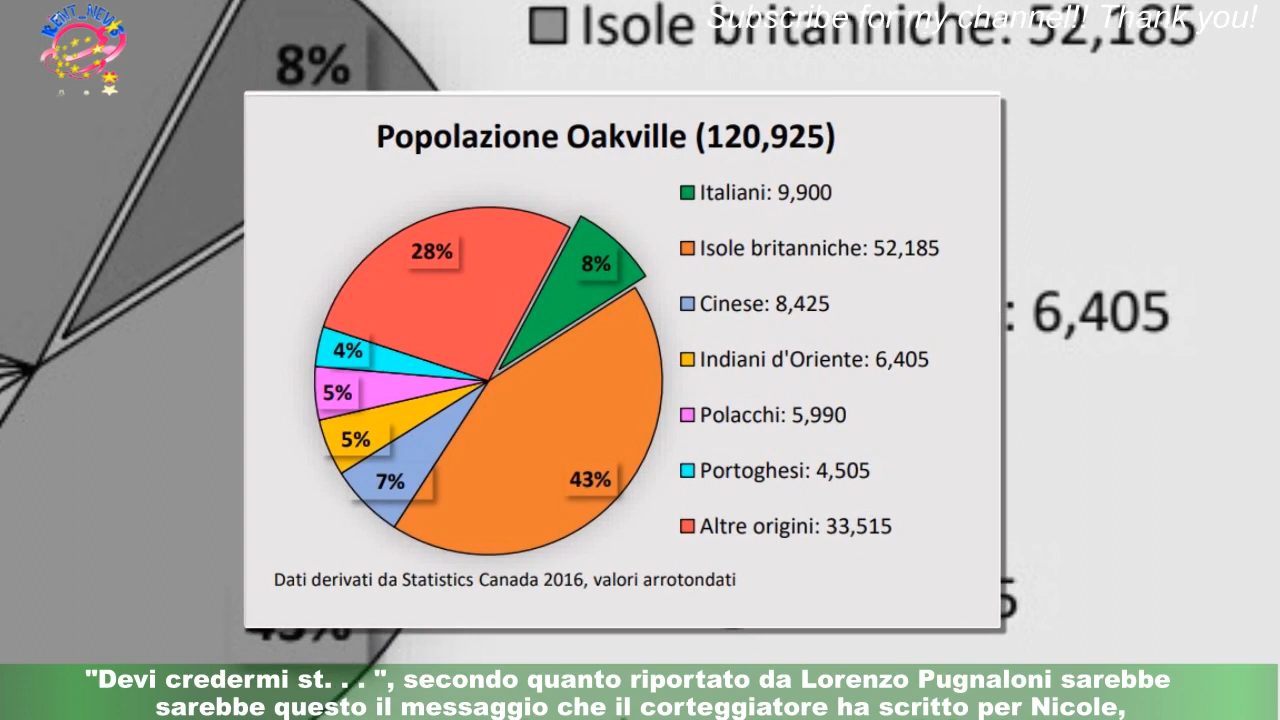 RENT_NEWS
Subscribe for my channel!! Thank you!
Isole britanniche: 52,185
8%
Popolazione Oakville (120,925)
Italiani: 9,900
Isole britanniche: 52,185
Cinese: 8,425
Indiani d'Oriente: 6,405
Polacchi: 5,990
Portoghesi: 4,505
Altre origini: 33,515
28%
8%
4%
5%
5%
7%
43%
: 6,405
5
43%
Dati derivati da Statistics Canada 2016, valori arrotondati
"Devi credermi st. . . ", secondo quanto riportato da Lorenzo Pugnaloni sarebbe
sarebbe questo il messaggio che il corteggiatore ha scritto per Nicole,